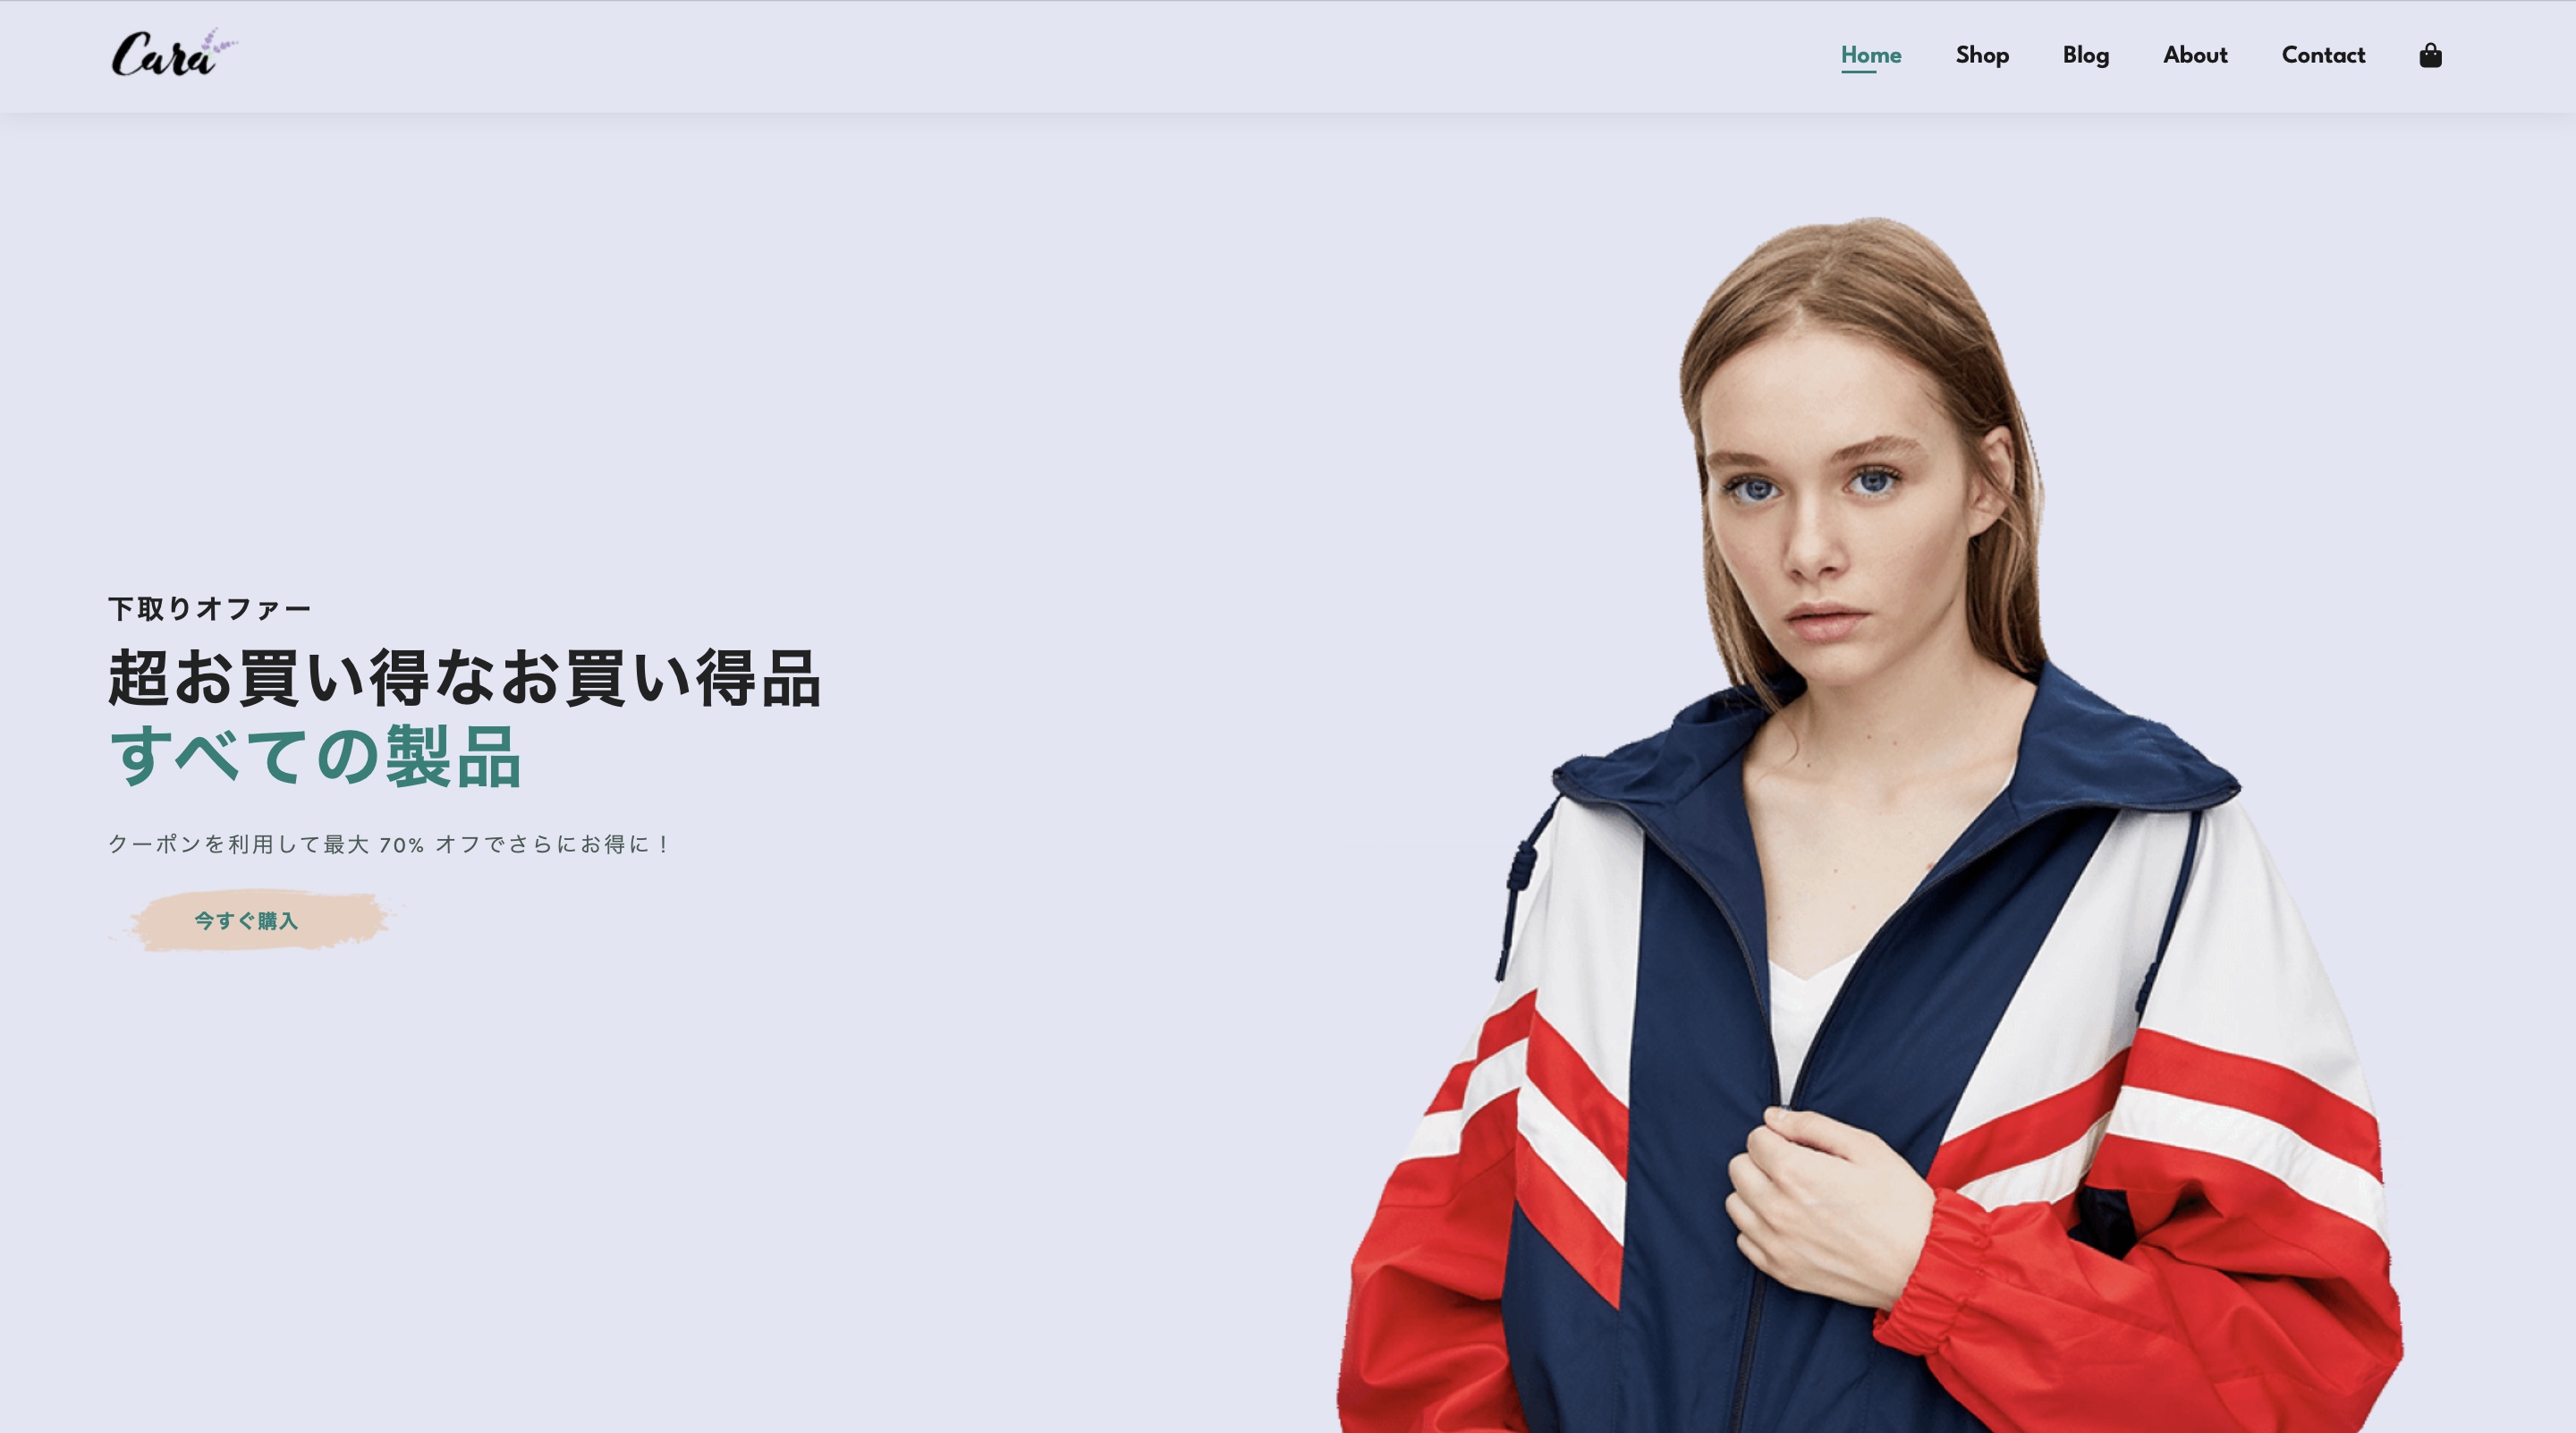 Cara
Home Shop Blog About Contact
下取りオファー
超お買い得なお買い得品
すべての製品
クーポンを利用して最大 70% オフでさらにお得に！
今すぐ購入